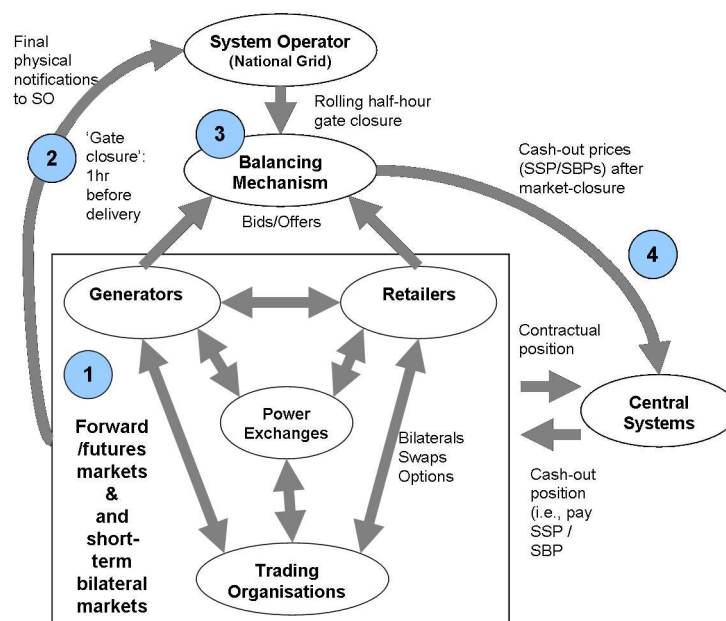 Final
physical
notifications
to SO
System Operator
(National Grid)
Rolling half-hour
gate closure
2
‘Gate
closure’:
1hr
before
delivery
3
Balancing
Mechanism
Cash-out prices
(SSP/SBPs) after
market-closure
Bids/Offers
4
Generators
Retailers
1
Forward
/futures
markets
&
and
short-
term
bilateral
markets
Power
Exchanges
Bilaterals
Swaps
Options
Trading
Organisations
Contractual
position
Central
Systems
Cash-out
position
(i.e., pay
SSP /
SBP